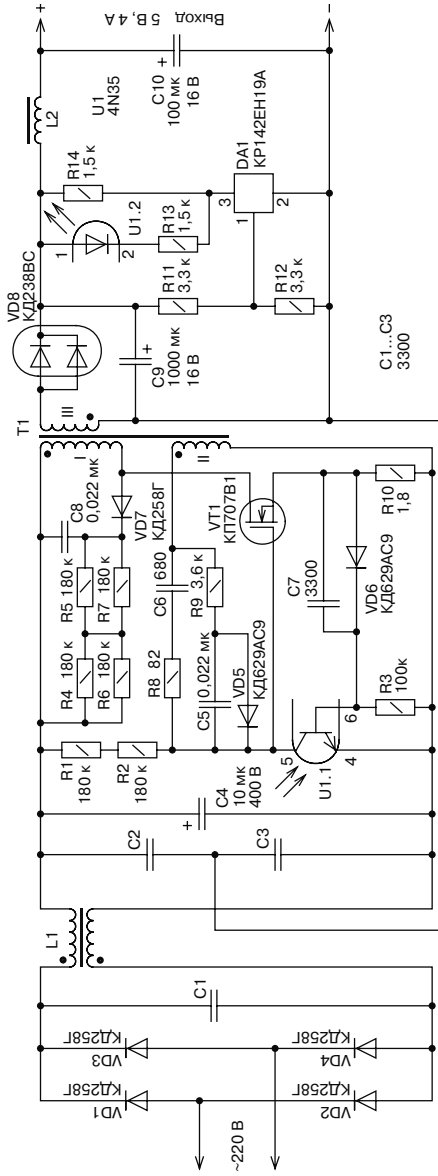 ~220 В
VD1
КД258Г
VD3
КД258Г
VD2
КД258Г
VD4
КД258Г
C1
L1
C2
C3
C4
10 мк
400 В
+
R1
180 к
R2
180 к
R4
180 к
R6
180 к
R5
180 к
R7
180 к
C8
0,022 мк
VD7
КД258Г
R8 82
C6
680
R9
3,6 к
C5
0,022 мк
VD5
КД629АС9
U1.1
5
4
6
R3
100к
VD6
КД629АС9
C7
3300
R10
1,8
VT1
КП707В1
T1
I
II
III
VD8
КД238ВС
C9
1000 мк
16 В
+
R11
3,3 к
R12
3,3 к
R13
1,5 к
R14
1,5 к
U1.2
1
2
DA1
КР142ЕН19А
3
1
2
L2
U1
4N35
C10
100 мк
16 В
+
Выход
5 В, 4 А
+
–
C1...C3
3300